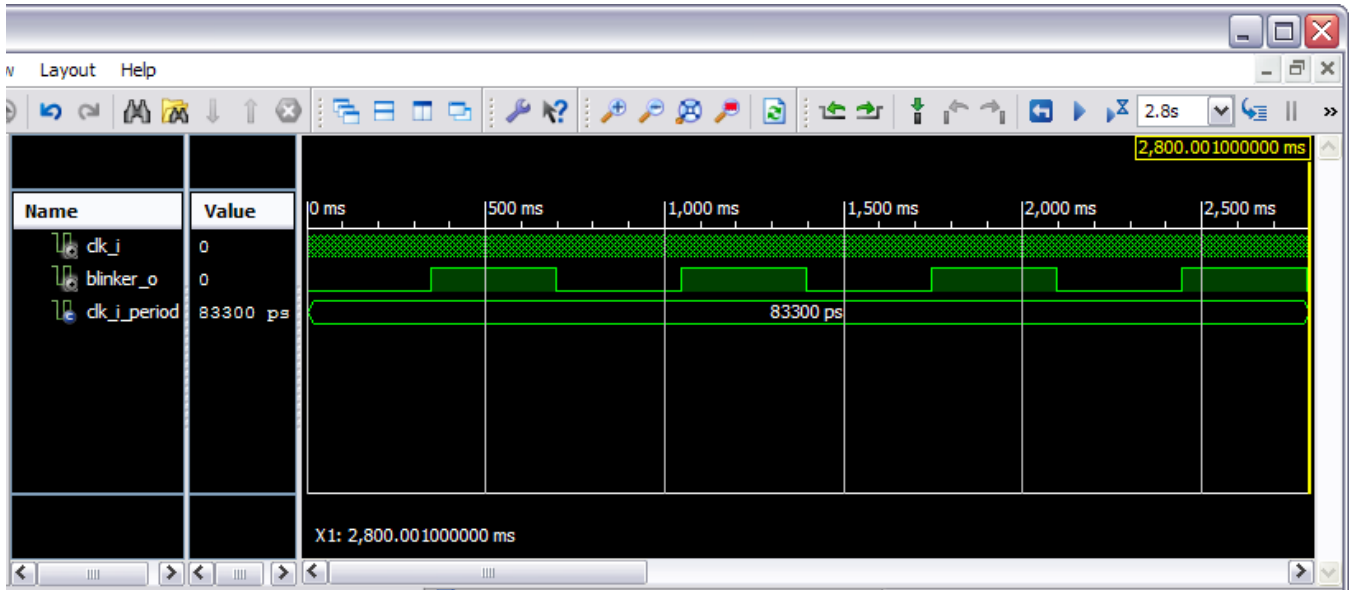 w Layout Help
2.8s »
2,800.001000000 ms
Name Value
0 ms 500 ms 1,000 ms 1,500 ms 2,000 ms 2,500 ms
clk_i 0
blinker_o 0
clk_i_period 83300 ps 83300 ps
X1: 2,800.001000000 ms